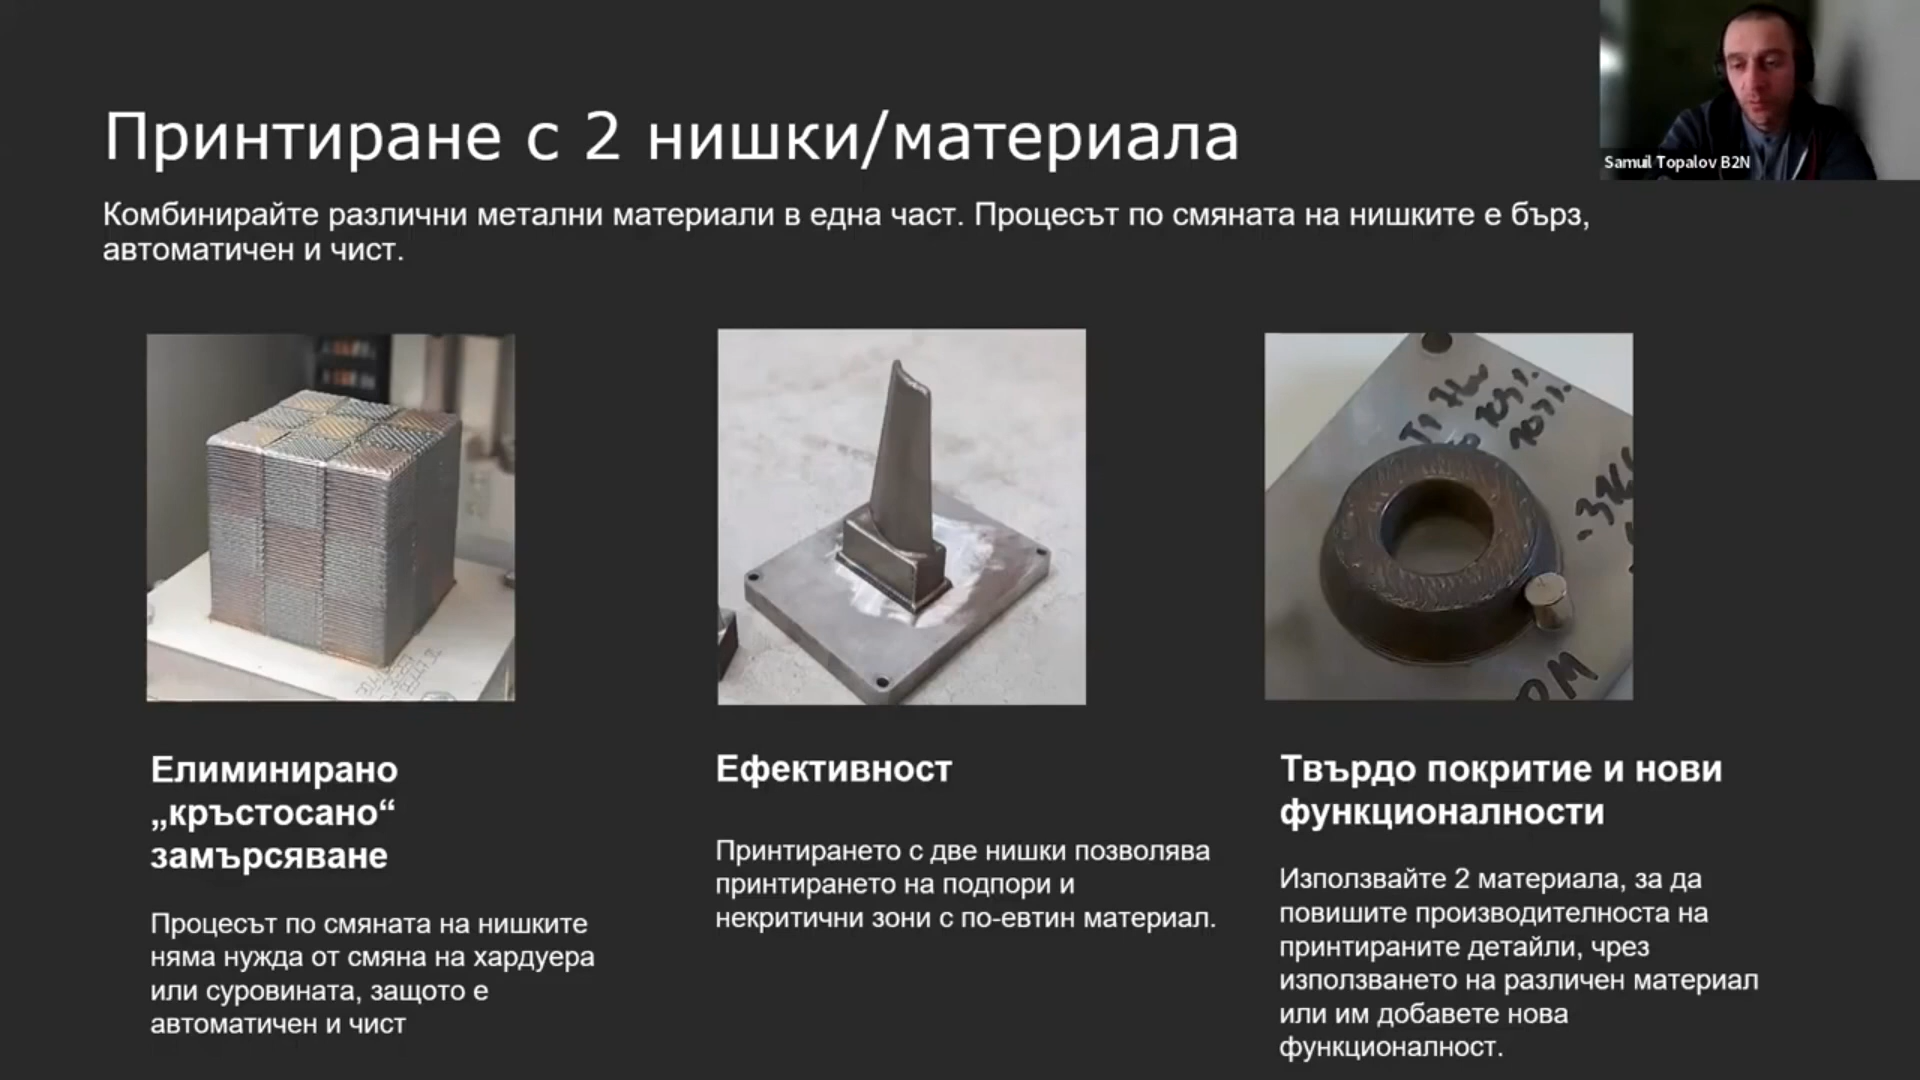 Принтиране с 2 нишки/материала
Samuil Topalov B2N
Комбинирайте различни метални материали в една част. Процесът по смяната на нишките е бърз,
автоматичен и чист.
Елиминирано
„кръстосано“
замърсяване
Процесът по смяната на нишките
няма нужда от смяна на хардуера
или суровината, защото е
автоматичен и чист
Ефективност
Принтирането с две нишки позволява
принтирането на подпори и
некритични зони с по-евтин материал.
Твърдо покритие и нови
функционалности
Използвайте 2 материала, за да
повишите производителноста на
принтираните детайли, чрез
използването на различен материал
или им добавете нова
функционалност.